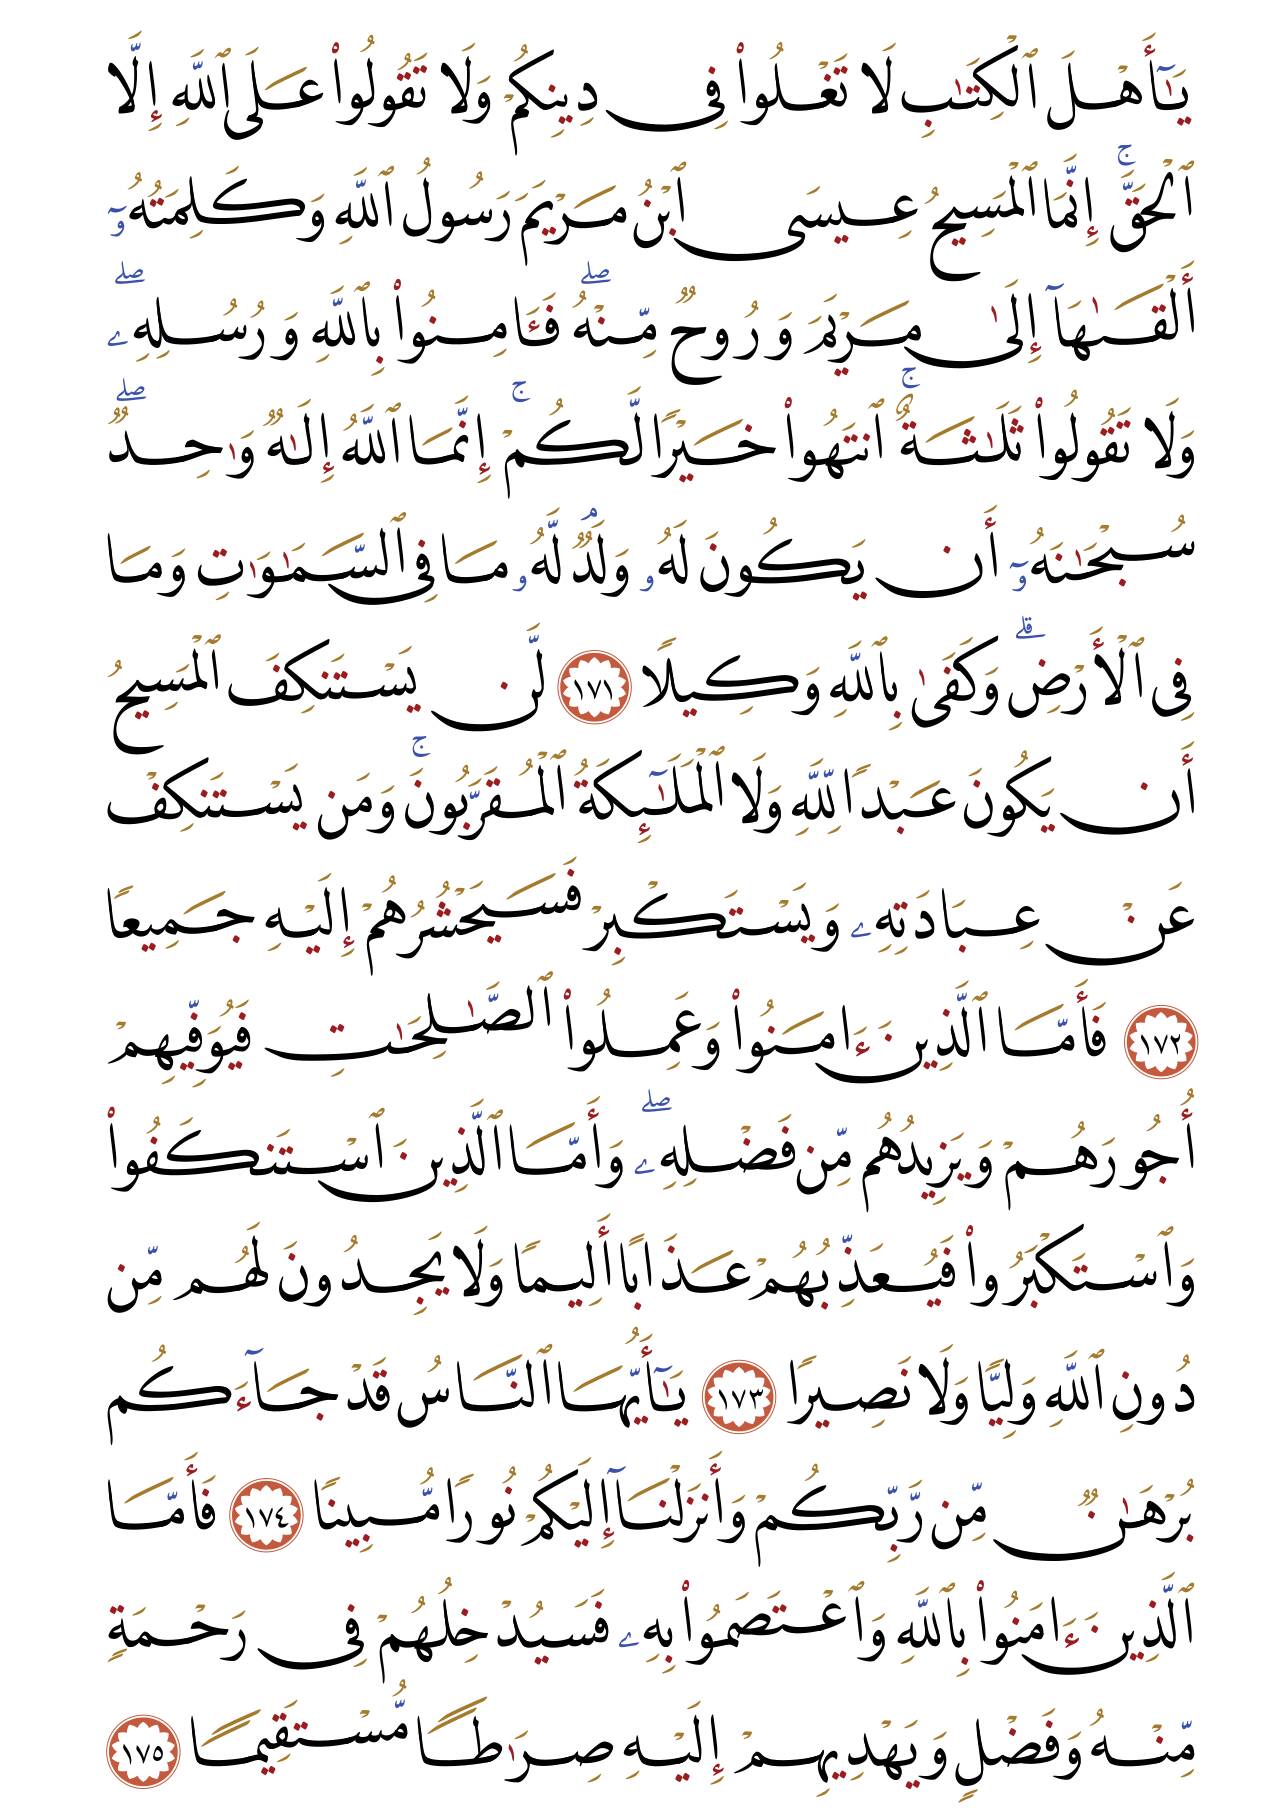 يَـٰٓأَهْلَ ٱلْكِتَـٰبِ لَا تَغْلُوا۟ فِى دِينِكُمْ وَلَا تَقُولُوا۟ عَلَى ٱللَّهِ إِلَّا
ٱلْحَقَّ ۚ إِنَّمَا ٱلْمَسِيحُ عِيسَى ٱبْنُ مَرْيَمَ رَسُولُ ٱللَّهِ وَكَلِمَتُهُۥٓ
أَلْقَىٰهَآ إِلَىٰ مَرْيَمَ وَرُوحٌ مِّنْهُ ۖ فَـَٔامِنُوا۟ بِٱللَّهِ وَرُسُلِهِۦ ۖ
وَلَا تَقُولُوا۟ ثَلَـٰثَةٌ ۚ ٱنتَهُوا۟ خَيْرًا لَّكُمْ ۚ إِنَّمَا ٱللَّهُ إِلَـٰهٌ وَٰحِدٌ ۖ
سُبْحَـٰنَهُۥٓ أَن يَكُونَ لَهُۥ وَلَدٌ ۘ لَّهُۥ مَا فِى ٱلسَّمَـٰوَٰتِ وَمَا
فِى ٱلْأَرْضِ ۗ وَكَفَىٰ بِٱللَّهِ وَكِيلًا ١٧١ لَّن يَسْتَنكِفَ ٱلْمَسِيحُ
أَن يَكُونَ عَبْدًا لِّلَّهِ وَلَا ٱلْمَلَـٰٓئِكَةُ ٱلْمُقَرَّبُونَ ۚ وَمَن يَسْتَنكِفْ
عَنْ عِبَادَتِهِۦ وَيَسْتَكْبِرْ فَسَيَحْشُرُهُمْ إِلَيْهِ جَمِيعًا
١٧٢ فَأَمَّا ٱلَّذِينَ ءَامَنُوا۟ وَعَمِلُوا۟ ٱلصَّـٰلِحَـٰتِ فَيُوَفِّيهِمْ
أُجُورَهُمْ وَيَزِيدُهُم مِّن فَضْلِهِۦ ۖ وَأَمَّا ٱلَّذِينَ ٱسْتَنكَفُوا۟
وَٱسْتَكْبَرُوا۟ فَيُعَذِّبُهُمْ عَذَابًا أَلِيمًا وَلَا يَجِدُونَ لَهُم مِّن
دُونِ ٱللَّهِ وَلِيًّا وَلَا نَصِيرًا ١٧٣ يَـٰٓأَيُّهَا ٱلنَّاسُ قَدْ جَآءَكُم
بُرْهَـٰنٌ مِّن رَّبِّكُمْ وَأَنزَلْنَآ إِلَيْكُمْ نُورًا مُّبِينًا ١٧٤ فَأَمَّا
ٱلَّذِينَ ءَامَنُوا۟ بِٱللَّهِ وَٱعْتَصَمُوا۟ بِهِۦ فَسَيُدْخِلُهُمْ فِى رَحْمَةٍ
مِّنْهُ وَفَضْلٍ وَيَهْدِيهِمْ إِلَيْهِ صِرَٰطًا مُّسْتَقِيمًا ١٧٥